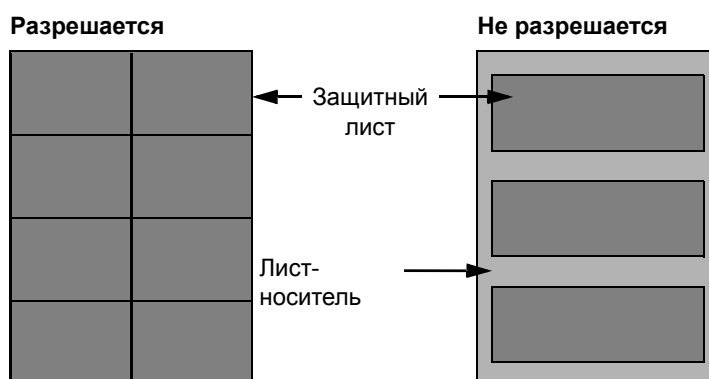 Разрешается
Не разрешается
Защитный
лист
Лист-
носитель